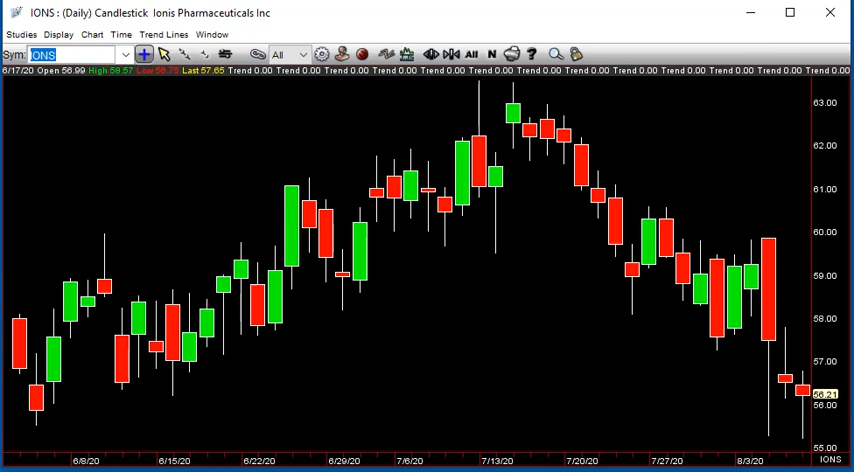 IONS : (Daily) Candlestick Ionis Pharmaceuticals Inc
Studies Display Chart Time Trend Lines Window
Sym: IONS All All N ?
6/17/20 Open 56.99 High 58.57 Low 56.75 Last 57.65 Trend 0.00 Trend 0.00 Trend 0.00 Trend 0.00 Trend 0.00 Trend 0.00 Trend 0.00 Trend 0.00 Trend 0.00 Trend 0.00 Trend 0.00 Trend 0.00 Trend 0.00
63.00
62.00
61.00
60.00
59.00
58.00
57.00
56.21
56.00
55.00
6/8/20 6/15/20 6/22/20 6/29/20 7/6/20 7/13/20 7/20/20 7/27/20 8/3/20 IONS